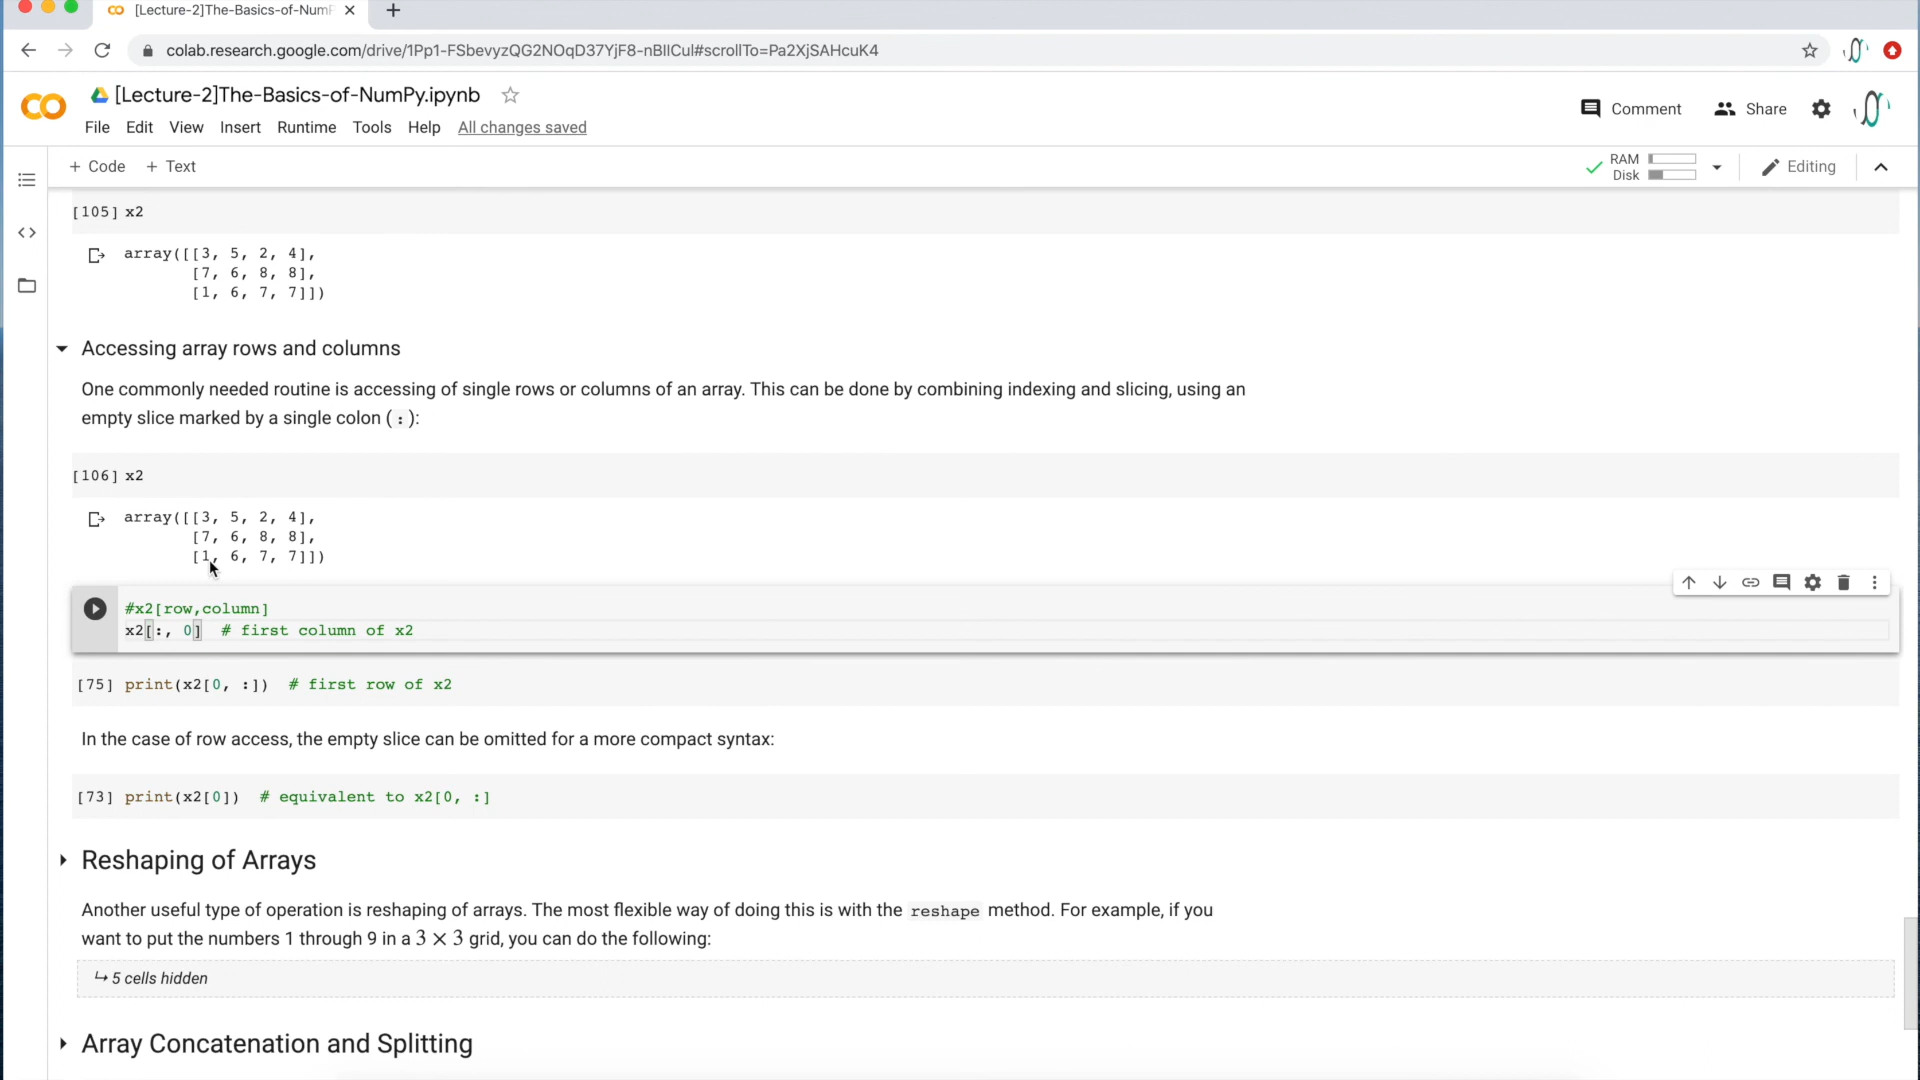 [Lecture-2]The-Basics-of-NumP
colab.research.google.com/drive/1Pp1-FSbevyzQG2NOqD37YjF8-nBIlCul#scrollTo=Pa2XjSAHcuK4
[Lecture-2]The-Basics-of-NumPy.ipynb
Comment
Share
File Edit View Insert Runtime Tools Help All changes saved
+ Code + Text
RAM
Disk
Editing
[105] x2
array([[3, 5, 2, 4],
[7, 6, 8, 8],
[1, 6, 7, 7]])
Accessing array rows and columns
One commonly needed routine is accessing of single rows or columns of an array. This can be done by combining indexing and slicing, using an
empty slice marked by a single colon ( : ):
[106] x2
array([[3, 5, 2, 4],
[7, 6, 8, 8],
[1, 6, 7, 7]])
#x2[row,column]
x2[:, 0]  # first column of x2
[75] print(x2[0, :])  # first row of x2
In the case of row access, the empty slice can be omitted for a more compact syntax:
[73] print(x2[0])  # equivalent to x2[0, :]
Reshaping of Arrays
Another useful type of operation is reshaping of arrays. The most flexible way of doing this is with the reshape method. For example, if you
want to put the numbers 1 through 9 in a 3 × 3 grid, you can do the following:
↳ 5 cells hidden
Array Concatenation and Splitting